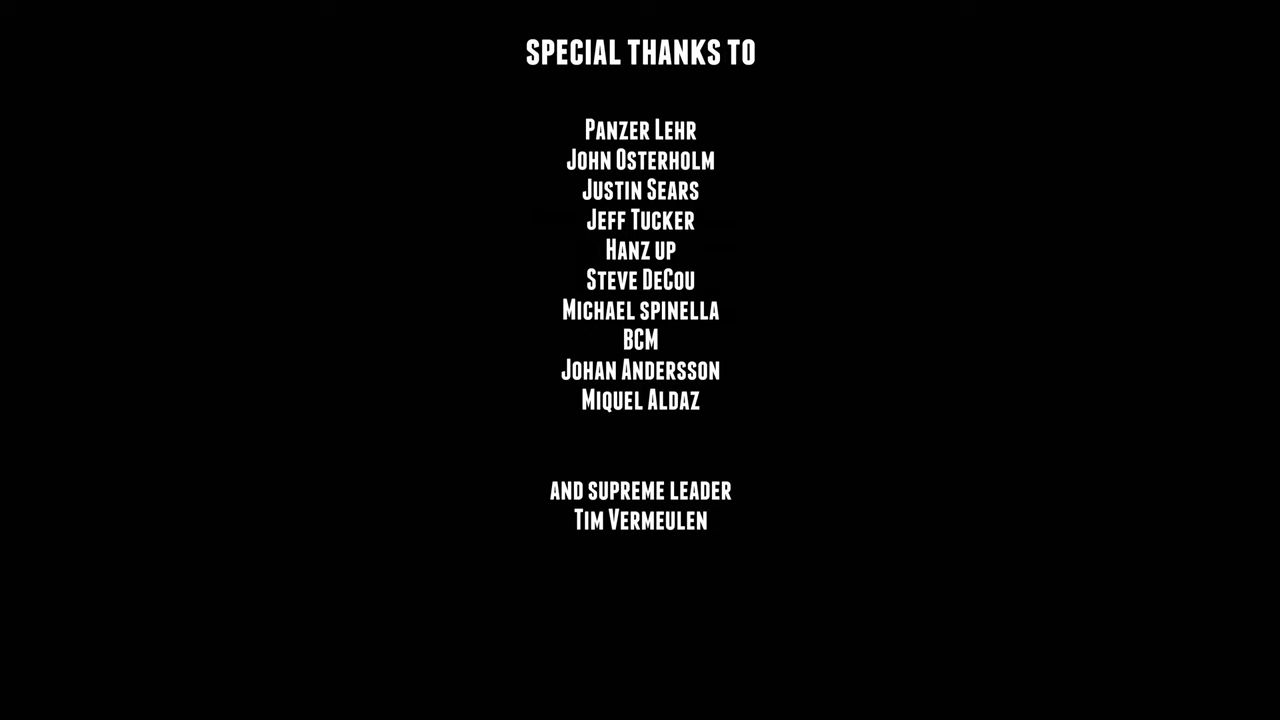 SPECIAL THANKS TO
PANZER LEHR
JOHN OSTERHOLM
JUSTIN SEARS
JEFF TUCKER
HANZ UP
STEVE DECOU
MICHAEL SPINELLA
BCM
JOHAN ANDERSSON
MIQUEL ALDAZ
AND SUPREME LEADER
TIM VERMEULEN